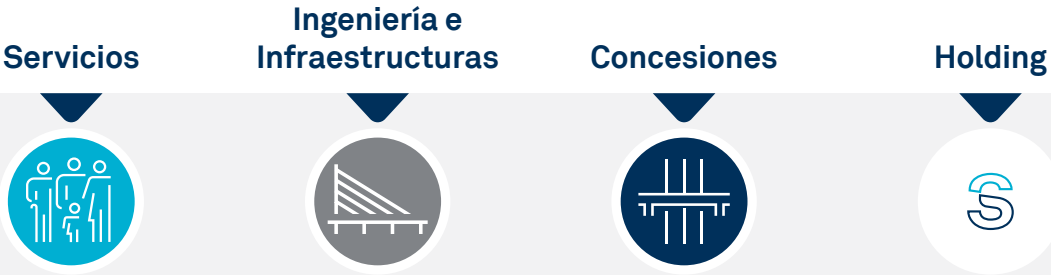 Servicios
Ingeniería e
Infraestructuras
Concesiones
Holding
S